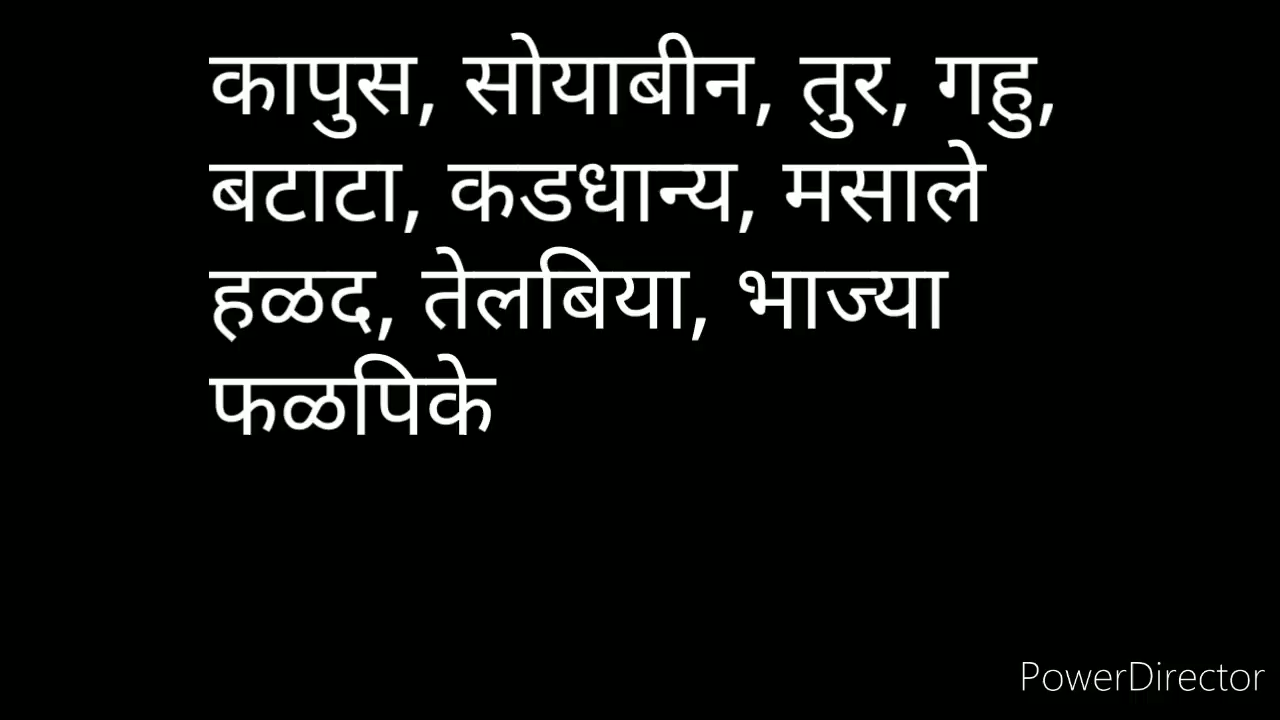 कापुस, सोयाबीन, तुर, गहु,
बटाटा, कडधान्य, मसाले
हळद, तेलबिया, भाज्या
फळपिके
PowerDirector